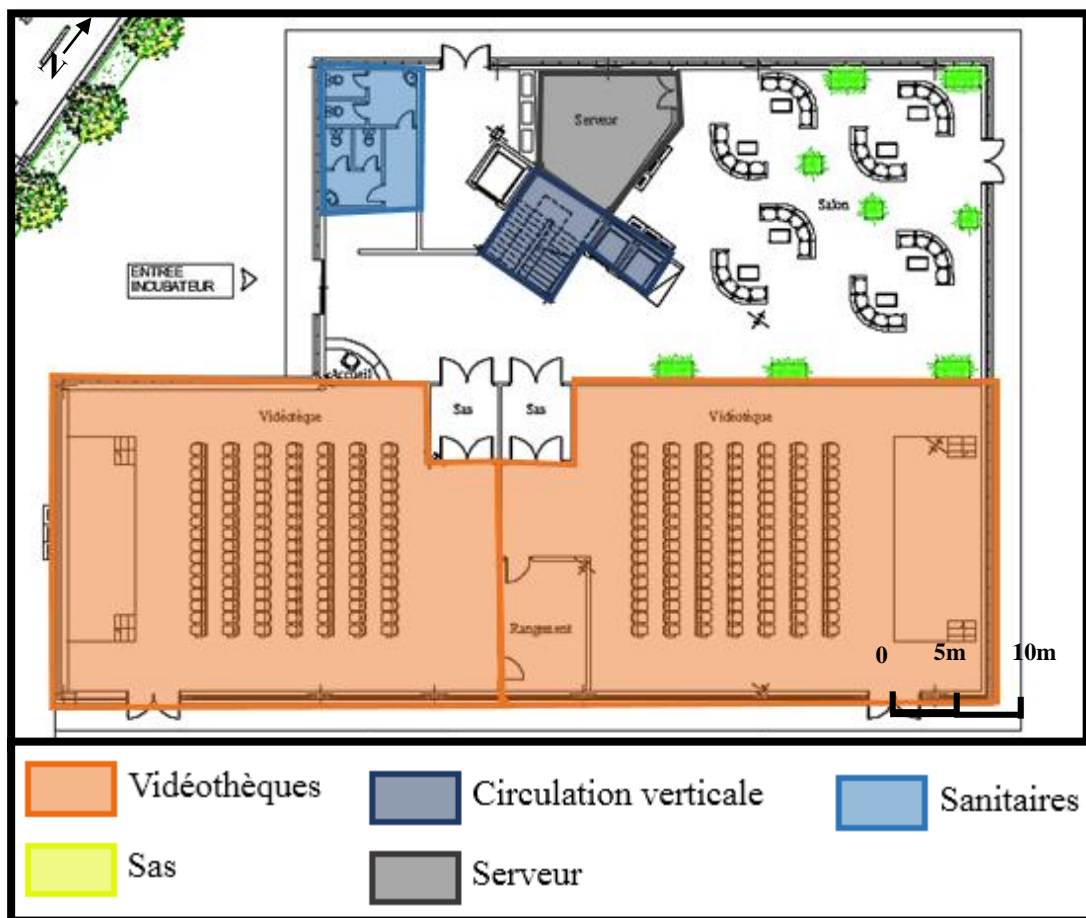 N
Serveur
Salon
ENTREE
INCUBATEUR
Accueil
Sas
Sas
Vidéotèque
Vidéotèque
Rangement
0 5m 10m
Vidéothèques
Circulation verticale
Sanitaires
Sas
Serveur